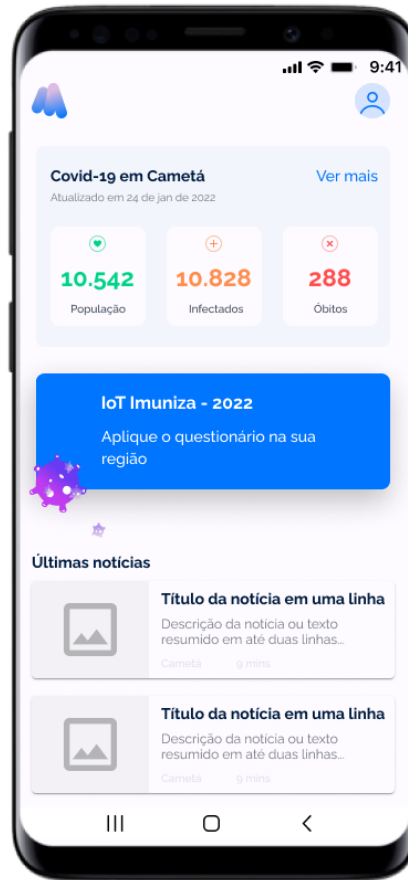 9:41
Covid-19 em Cametá
Ver mais
Atualizado em 24 de jan de 2022
10.542
10.828
288
População
Infectados
Óbitos
IoT Imuniza - 2022
Aplique o questionário na sua
região
Últimas notícias
Título da notícia em uma linha
Descrição da notícia ou texto
resumido em até duas linhas...
Cametá 9 mins
Título da notícia em uma linha
Descrição da notícia ou texto
resumido em até duas linhas...
Cametá 9 mins